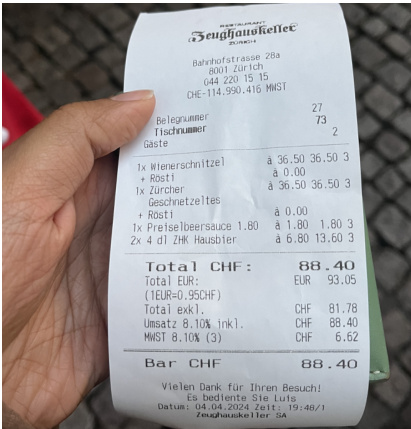 RESTAURANT
Zeughauskeller
ZÜRICH
Bahnhofstrasse 28a
8001 Zürich
044 220 15 15
CHE-114.990.416 MWST
Belegnummer 27
Tischnummer 73
Gäste 2
1x Wienerschnitzel à 36.50 36.50 3
+ Rösti à 0.00
1x Zürcher à 36.50 36.50 3
Geschnetzeltes
+ Rösti à 0.00
1x Preiselbeersauce 1.80 à 1.80 1.80 3
2x 4 dl ZHK Hausbier à 6.80 13.60 3
Total CHF: 88.40
Total EUR: EUR 93.05
(1EUR=0.95CHF)
Total exkl. CHF 81.78
Umsatz 8.10% inkl. CHF 88.40
MWST 8.10% (3) CHF 6.62
Bar CHF 88.40
Vielen Dank für Ihren Besuch!
Es bediente Sie Luis
Datum: 04.04.2024 Zeit: 19:48/1
Zeughauskeller SA